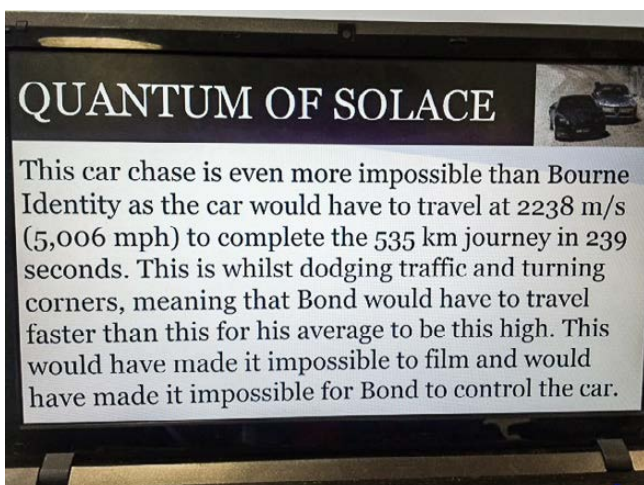 QUANTUM OF SOLACE
This car chase is even more impossible than Bourne
Identity as the car would have to travel at 2238 m/s
(5,006 mph) to complete the 535 km journey in 239
seconds. This is whilst dodging traffic and turning
corners, meaning that Bond would have to travel
faster than this for his average to be this high. This
would have made it impossible to film and would
have made it impossible for Bond to control the car.